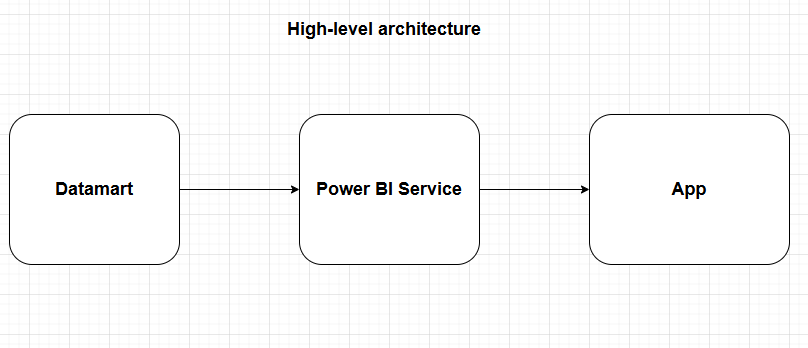 High-level architecture
Datamart
Power BI Service
App